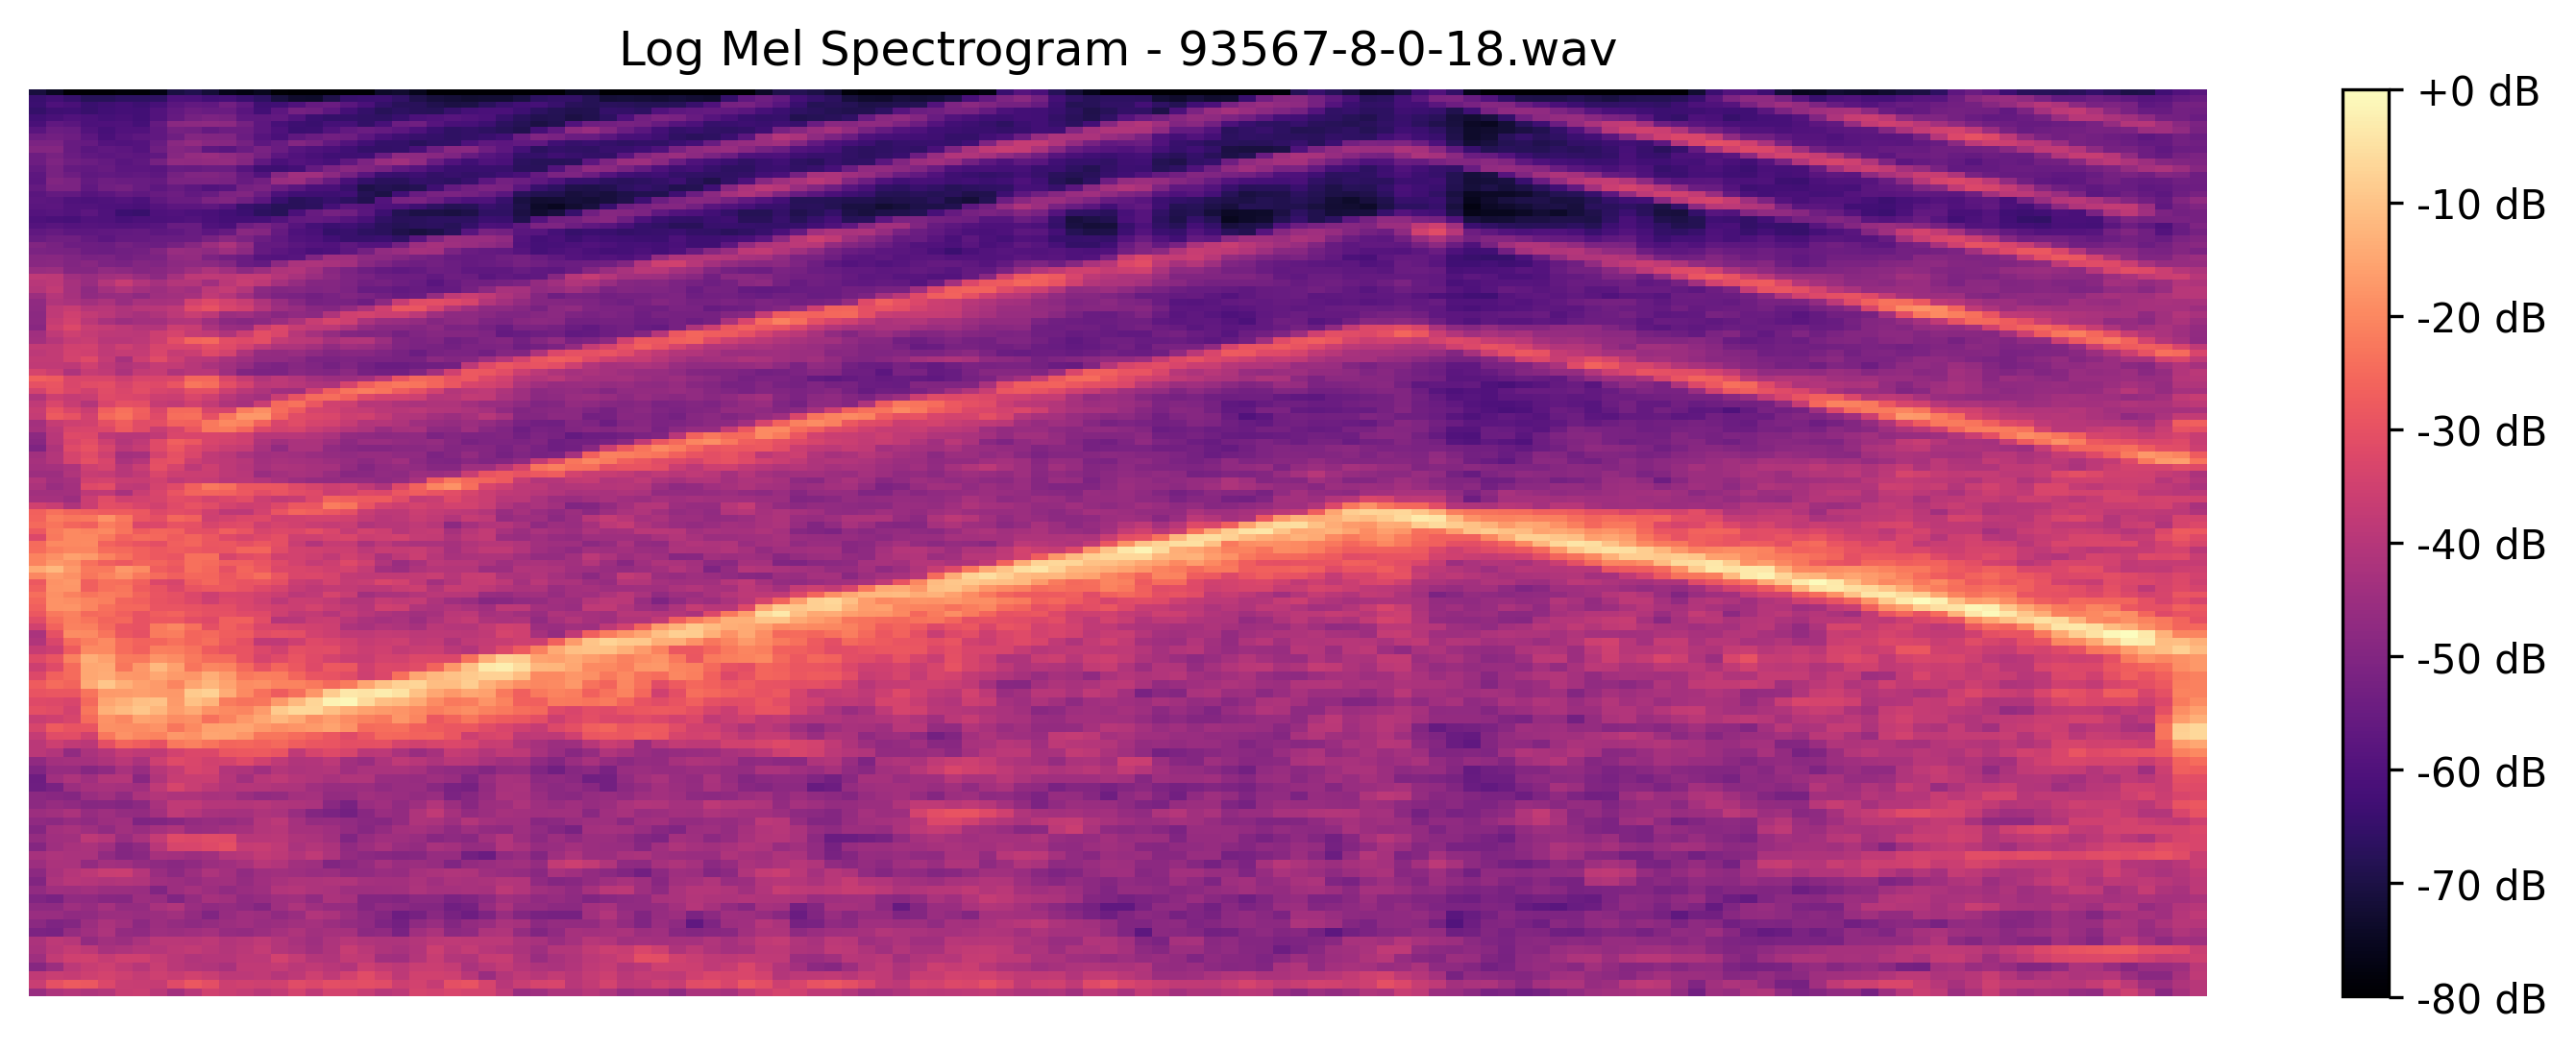 Log Mel Spectrogram - 93567-8-0-18.wav
+0 dB
-10 dB
-20 dB
-30 dB
-40 dB
-50 dB
-60 dB
-70 dB
-80 dB